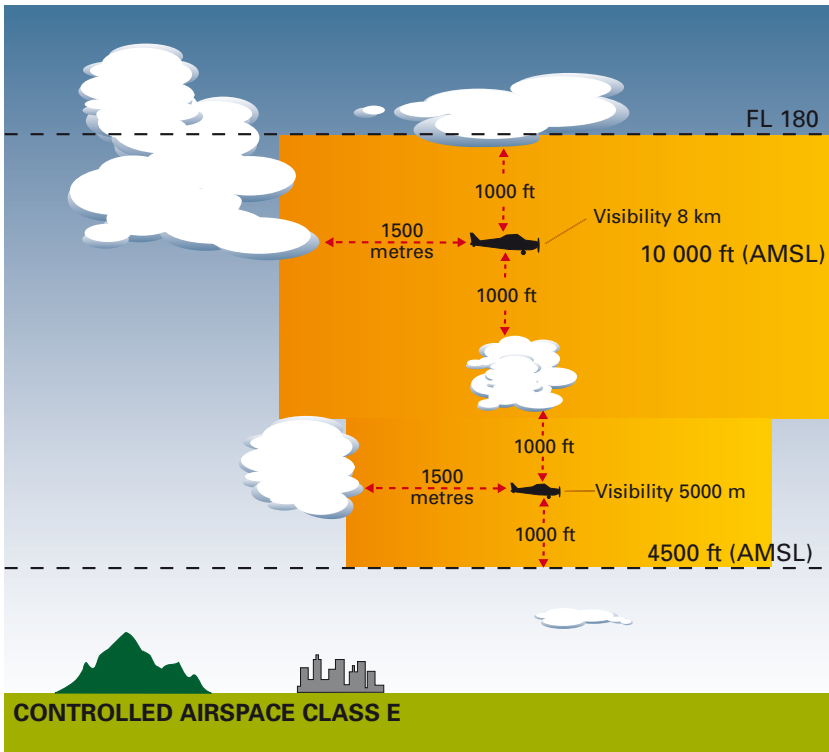 FL 180
1000 ft
Visibility 8 km
1500
metres
10 000 ft (AMSL)
1000 ft
1000 ft
1500
metres
Visibility 5000 m
1000 ft
4500 ft (AMSL)
CONTROLLED AIRSPACE CLASS E